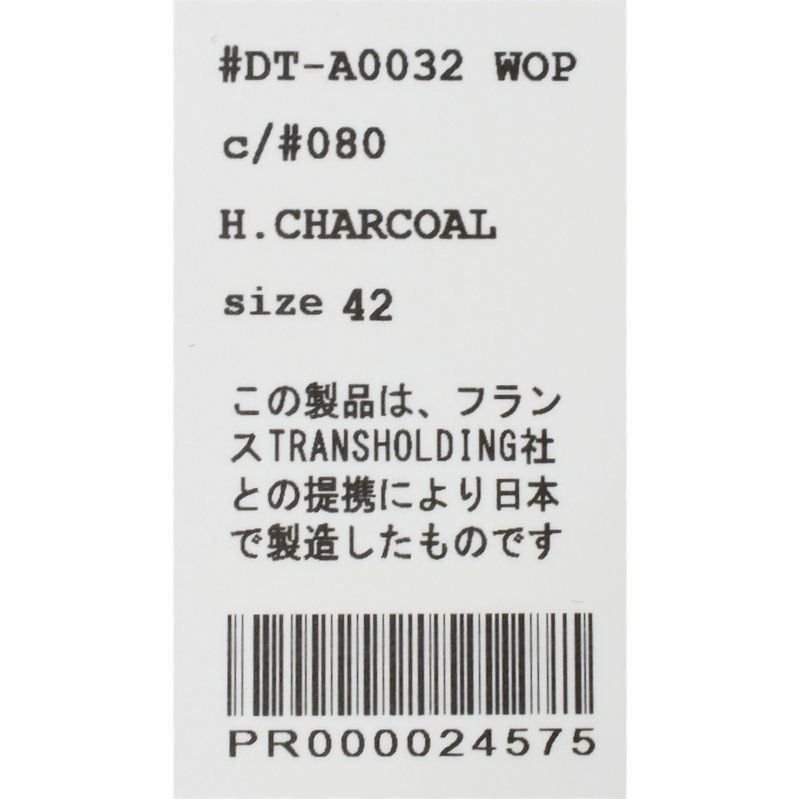 #DT-A0032 WOP
c/#080
H.CHARCOAL
size 42
この製品は、フラン
スTRANSHOLDING社
との提携により日本
で製造したものです
PR000024575